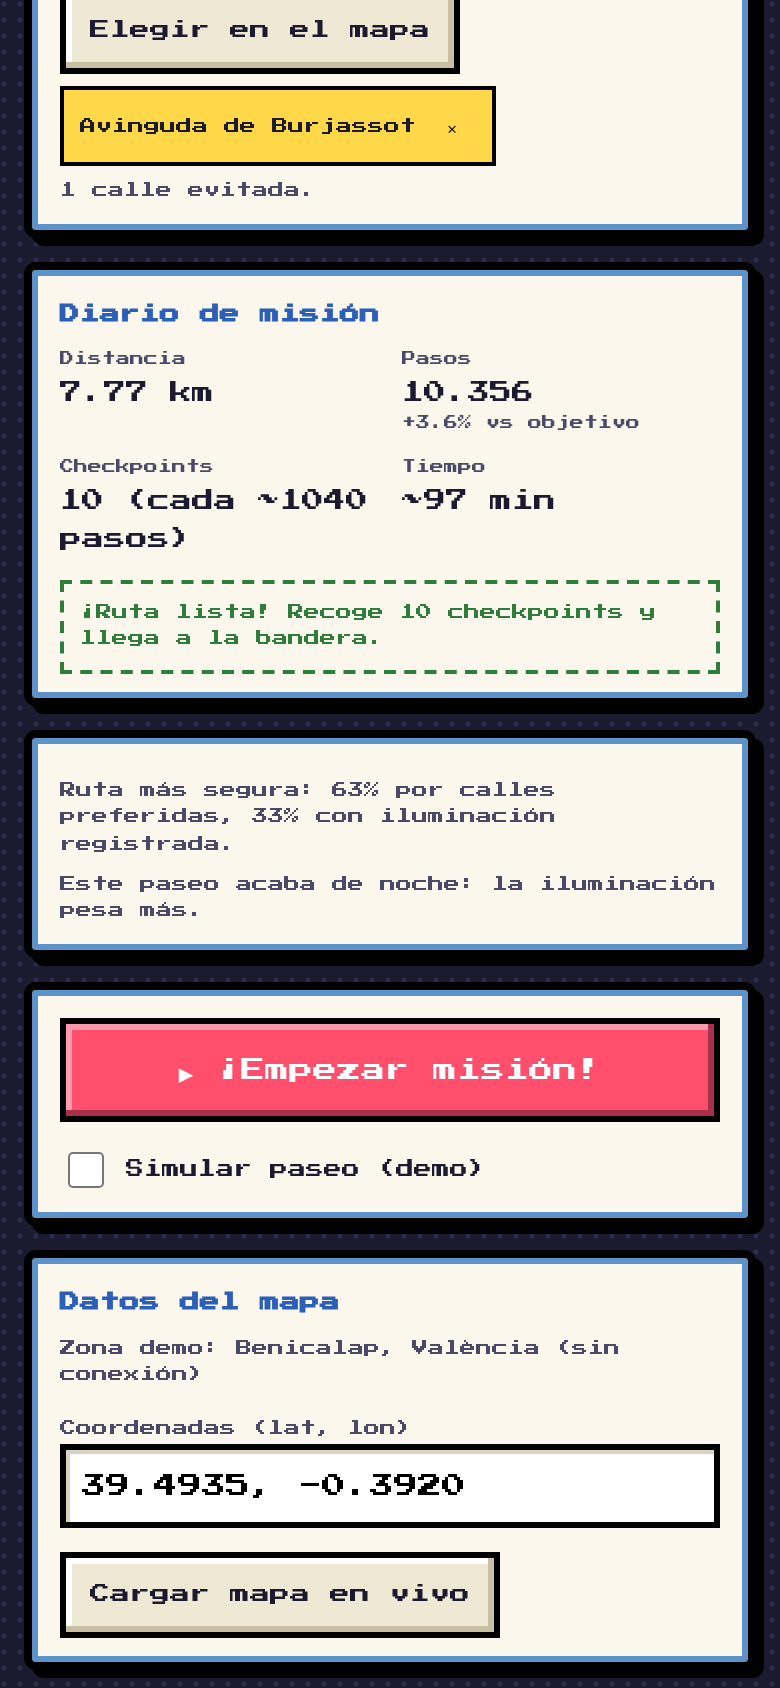 Elegir en el mapa
Avinguda de Burjassot ×
1 calle evitada.
Diario de misión
Distancia
7.77 km
Pasos
10.356
+3.6% vs objetivo
Checkpoints
10 (cada ~1040
pasos)
Tiempo
~97 min
¡Ruta lista! Recoge 10 checkpoints y
llega a la bandera.
Ruta más segura: 63% por calles
preferidas, 33% con iluminación
registrada.
Este paseo acaba de noche: la iluminación
pesa más.
▶ ¡Empezar misión!
Simular paseo (demo)
Datos del mapa
Zona demo: Benicalap, València (sin
conexión)
Coordenadas (lat, lon)
39.4935, -0.3920
Cargar mapa en vivo